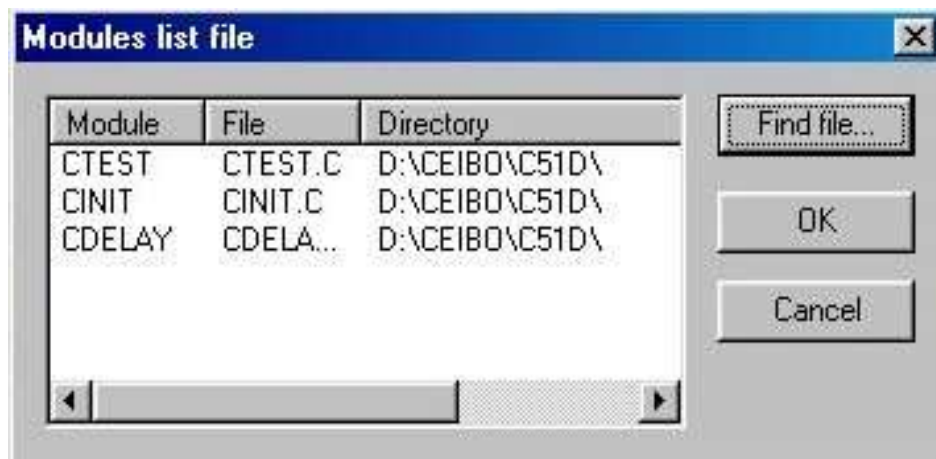 Modules list file
Module File Directory
CTEST CTEST.C D:\CEIBO\C51D\
CINIT CINIT.C D:\CEIBO\C51D\
CDELAY CDELA... D:\CEIBO\C51D\
Find file...
OK
Cancel